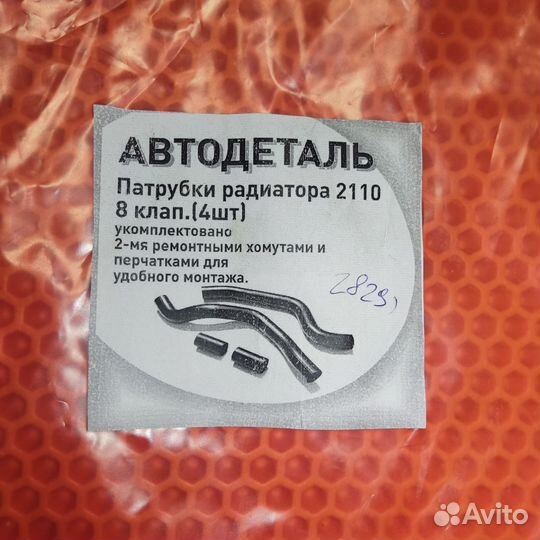 АВТОДЕТАЛЬ
Патрубки радиатора 2110
8 клап.(4шт)
укомплектовано
2-мя ремонтными хомутами и
перчатками для
удобного монтажа.
2829,
Avito